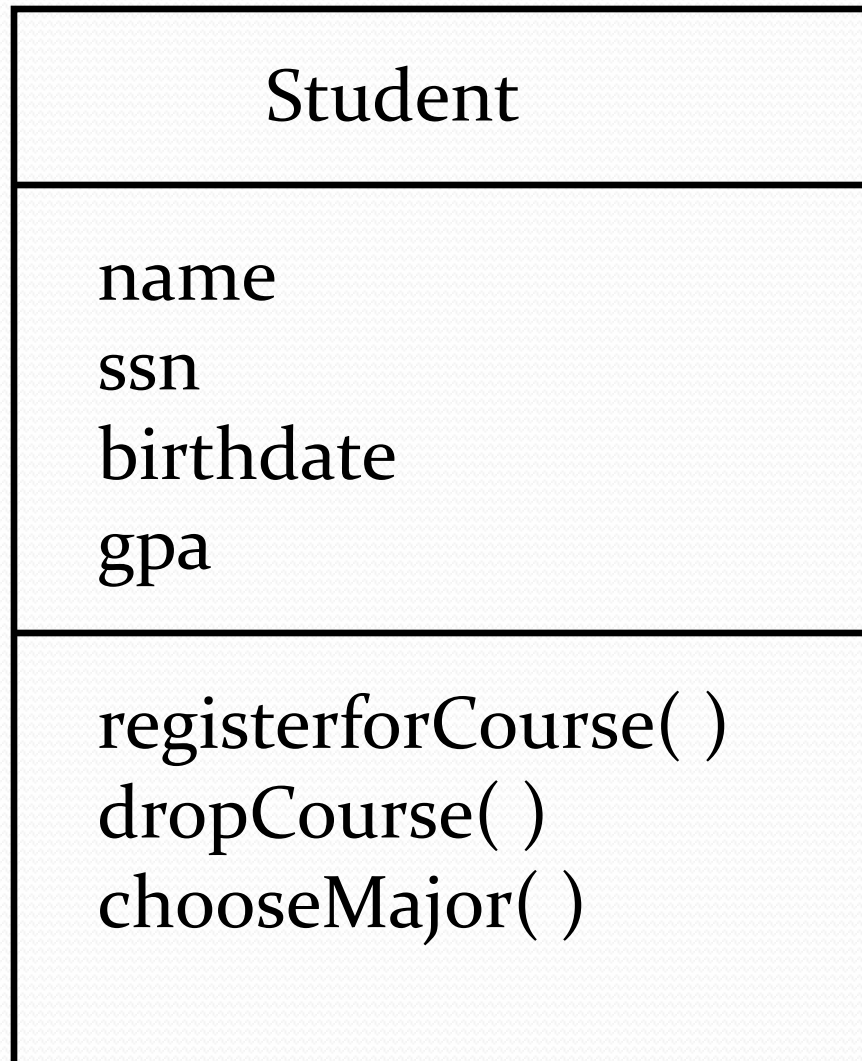 Student
name
ssn
birthdate
gpa
registerforCourse( )
dropCourse( )
chooseMajor( )